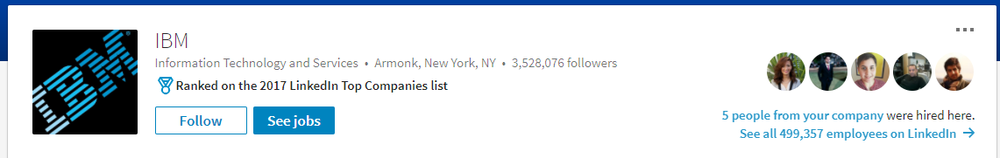 IBM
IBM
Information Technology and Services • Armonk, New York, NY • 3,528,076 followers
Ranked on the 2017 LinkedIn Top Companies list
Follow
See jobs
5 people from your company were hired here.
See all 499,357 employees on LinkedIn →